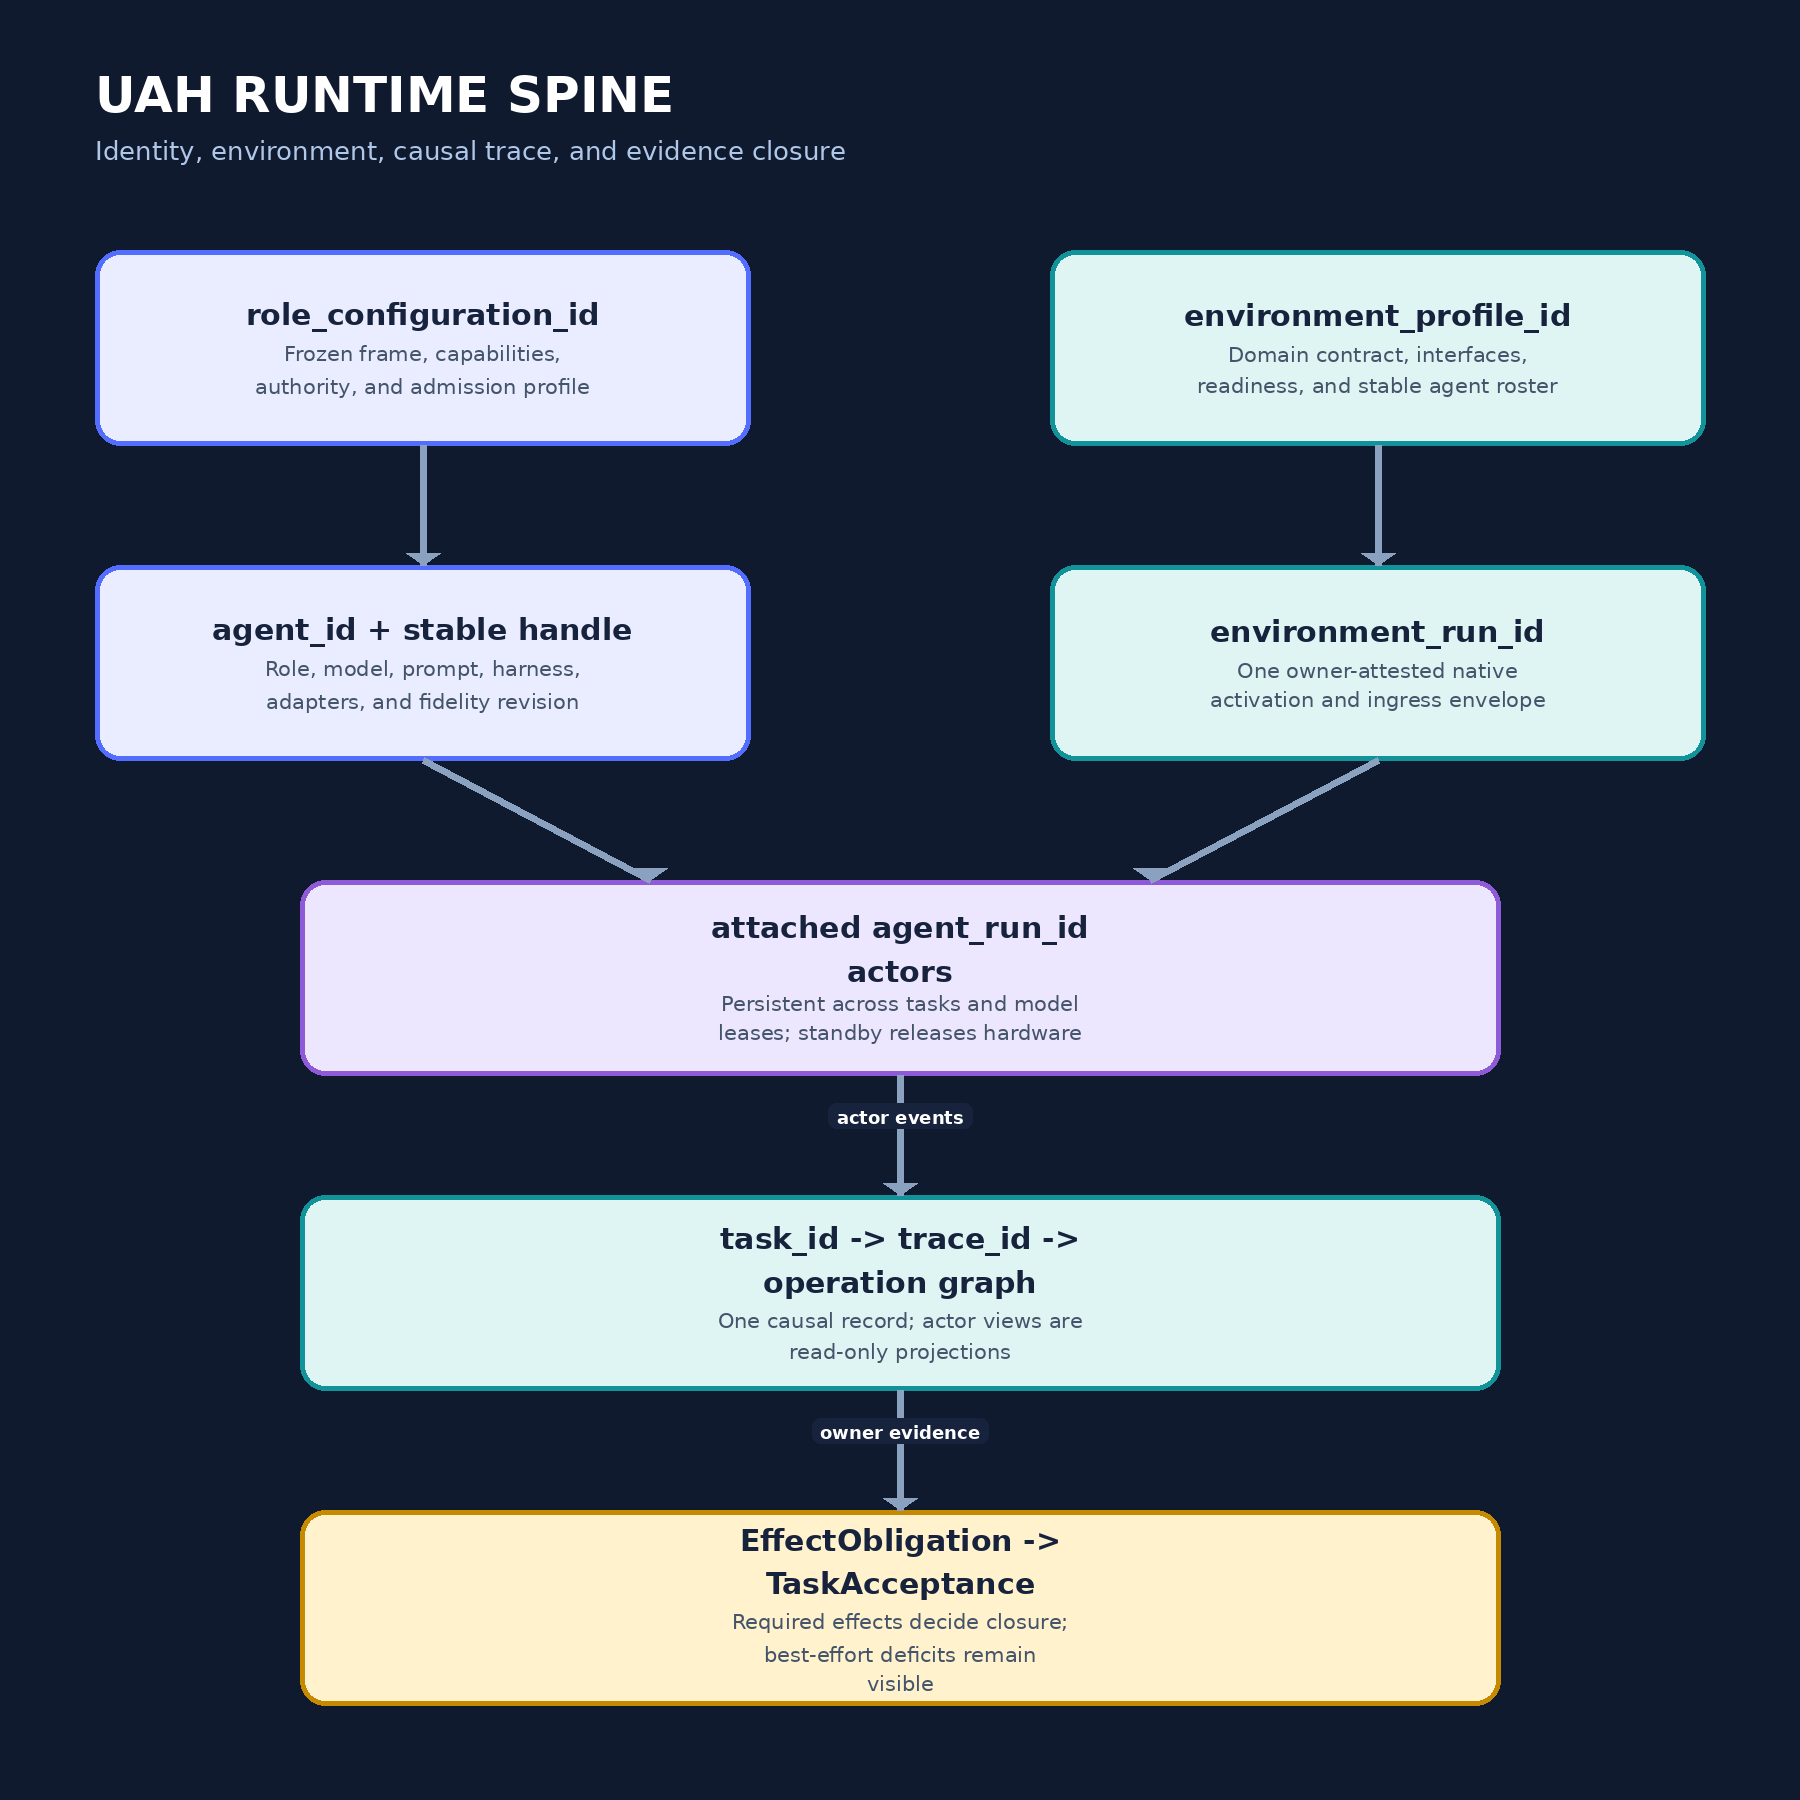 UAH RUNTIME SPINE
Identity, environment, causal trace, and evidence closure
role_configuration_id
Frozen frame, capabilities,
authority, and admission profile
environment_profile_id
Domain contract, interfaces,
readiness, and stable agent roster
agent_id + stable handle
Role, model, prompt, harness,
adapters, and fidelity revision
environment_run_id
One owner-attested native
activation and ingress envelope
attached agent_run_id
actors
Persistent across tasks and model
leases; standby releases hardware
actor events
task_id -> trace_id ->
operation graph
One causal record; actor views are
read-only projections
owner evidence
EffectObligation ->
TaskAcceptance
Required effects decide closure;
best-effort deficits remain
visible